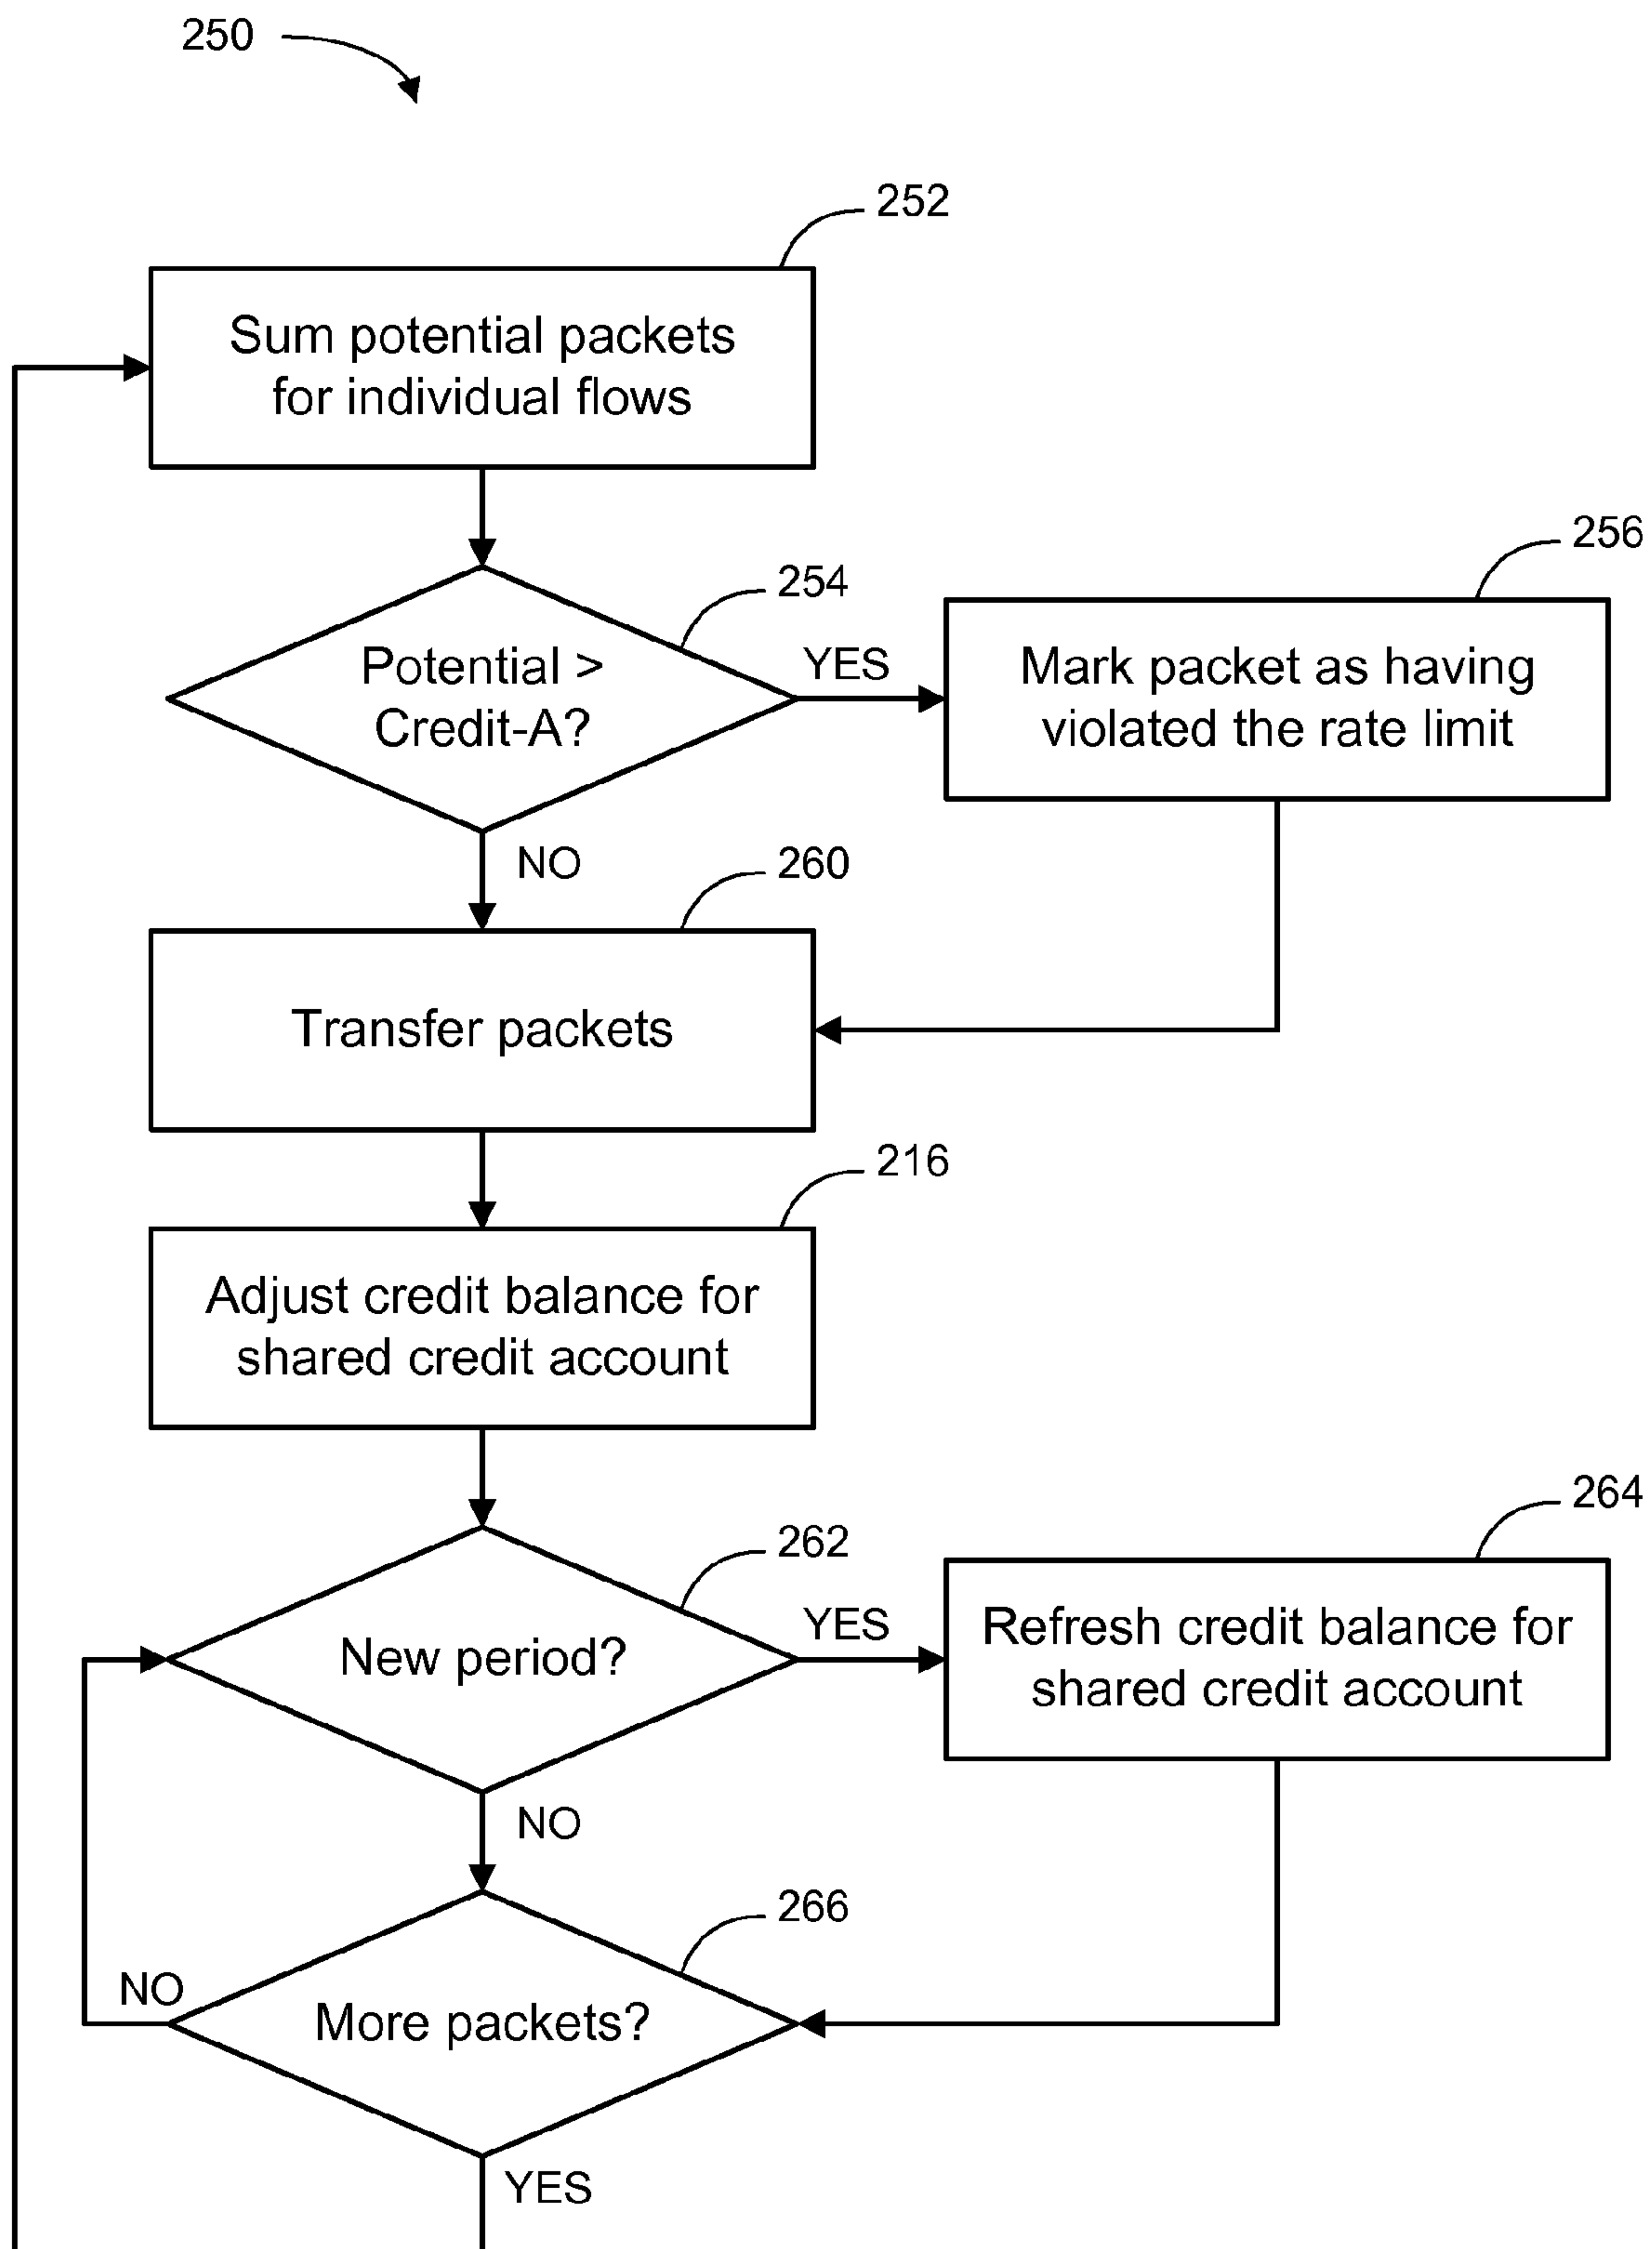 250
252
Sum potential packets
for individual flows
254
256
Potential >
Credit-A?
YES
Mark packet as having
violated the rate limit
NO
260
Transfer packets
216
Adjust credit balance for
shared credit account
262
264
New period?
YES
Refresh credit balance for
shared credit account
NO
266
NO
More packets?
YES